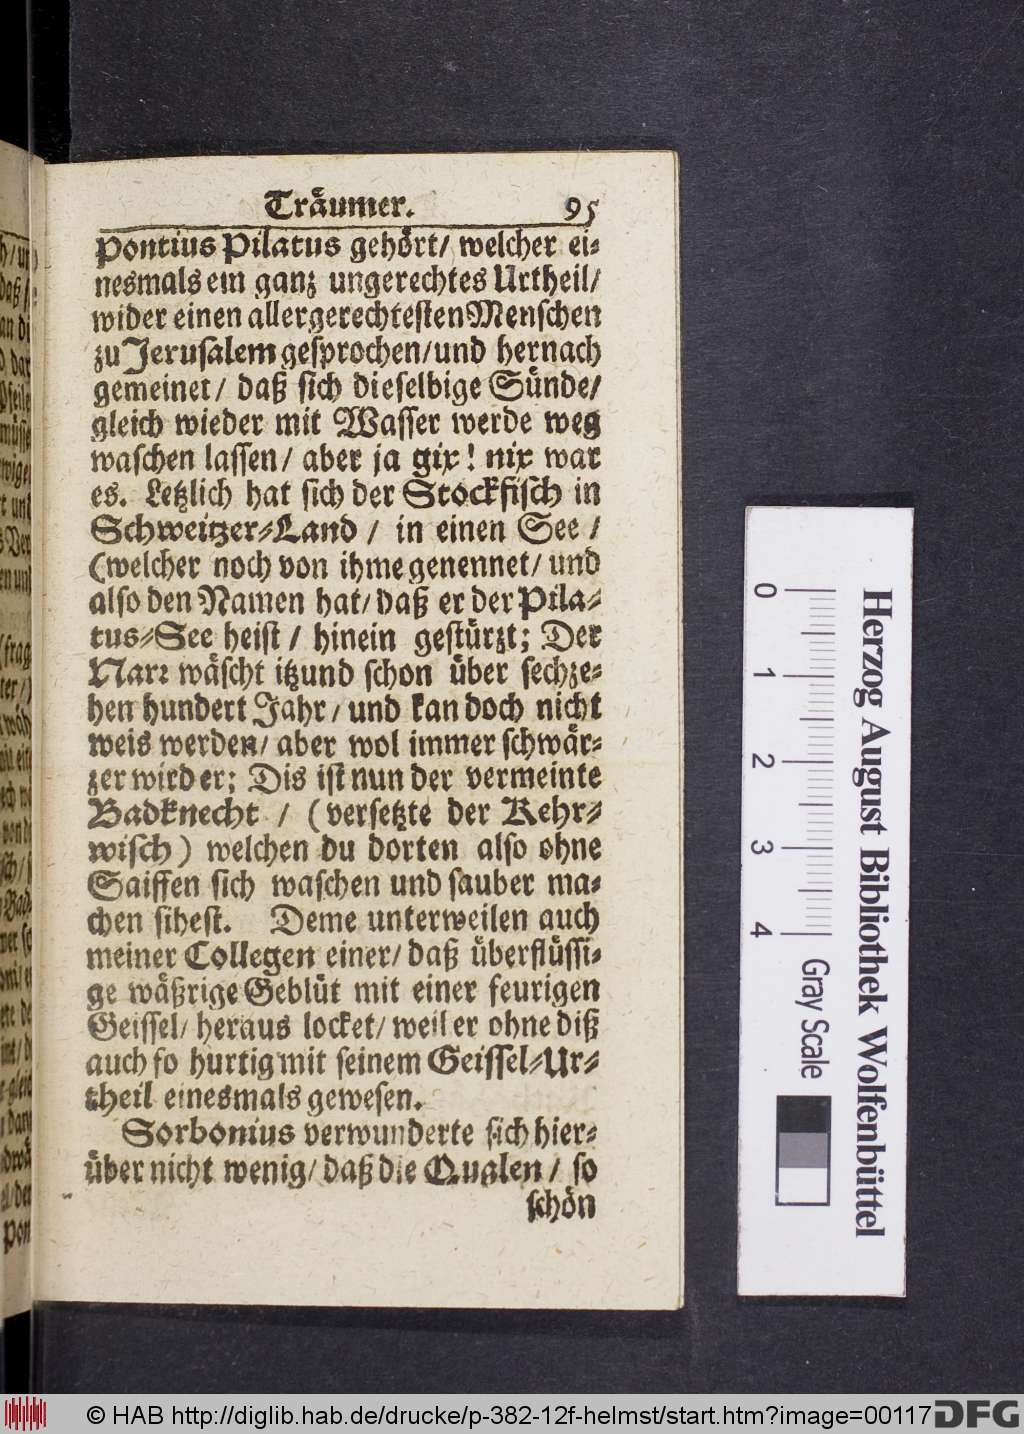 Träumer. 95
Pontius Pilatus gehört/ welcher ei-
nesmals ein ganz ungerechtes Urtheil/
wider einen allergerechtesten Menschen
zu Jerusalem gesprochen/und hernach
gemeinet/ daß sich dieselbige Sünde/
gleich wieder mit Wasser werde weg
waschen lassen/ aber ja gix! nix war
es. Letzlich hat sich der Stockfisch in
Schweitzer-Land / in einen See /
(welcher noch von ihme genennet/ und
also den Namen hat/ daß er der Pila-
tus-See heist / hinein gestürzt; Der
Narr wäscht itzund schon über sechze-
hen hundert Jahr/ und kan doch nicht
weis werden/ aber wol immer schwär-
zer wird er; Dis ist nun der vermeinte
Badknecht / (versetzte der Kehr-
wisch) welchen du dorten also ohne
Saiffen sich waschen und sauber ma-
chen sihest. Deme unterweilen auch
meiner Collegen einer/ daß überflüssi-
ge wäßrige Geblüt mit einer feurigen
Geissel/ heraus locket/ weil er ohne diß
auch so hurtig mit seinem Geissel-Ur-
theil einesmals gewesen.
Sorbonius verwunderte sich hier-
über nicht wenig/ daß die Qualen / so
schön
0 1 2 3 4
Gray Scale
Herzog August Bibliothek Wolfenbüttel
© HAB http://diglib.hab.de/drucke/p-382-12f-helmst/start.htm?image=00117
DFG